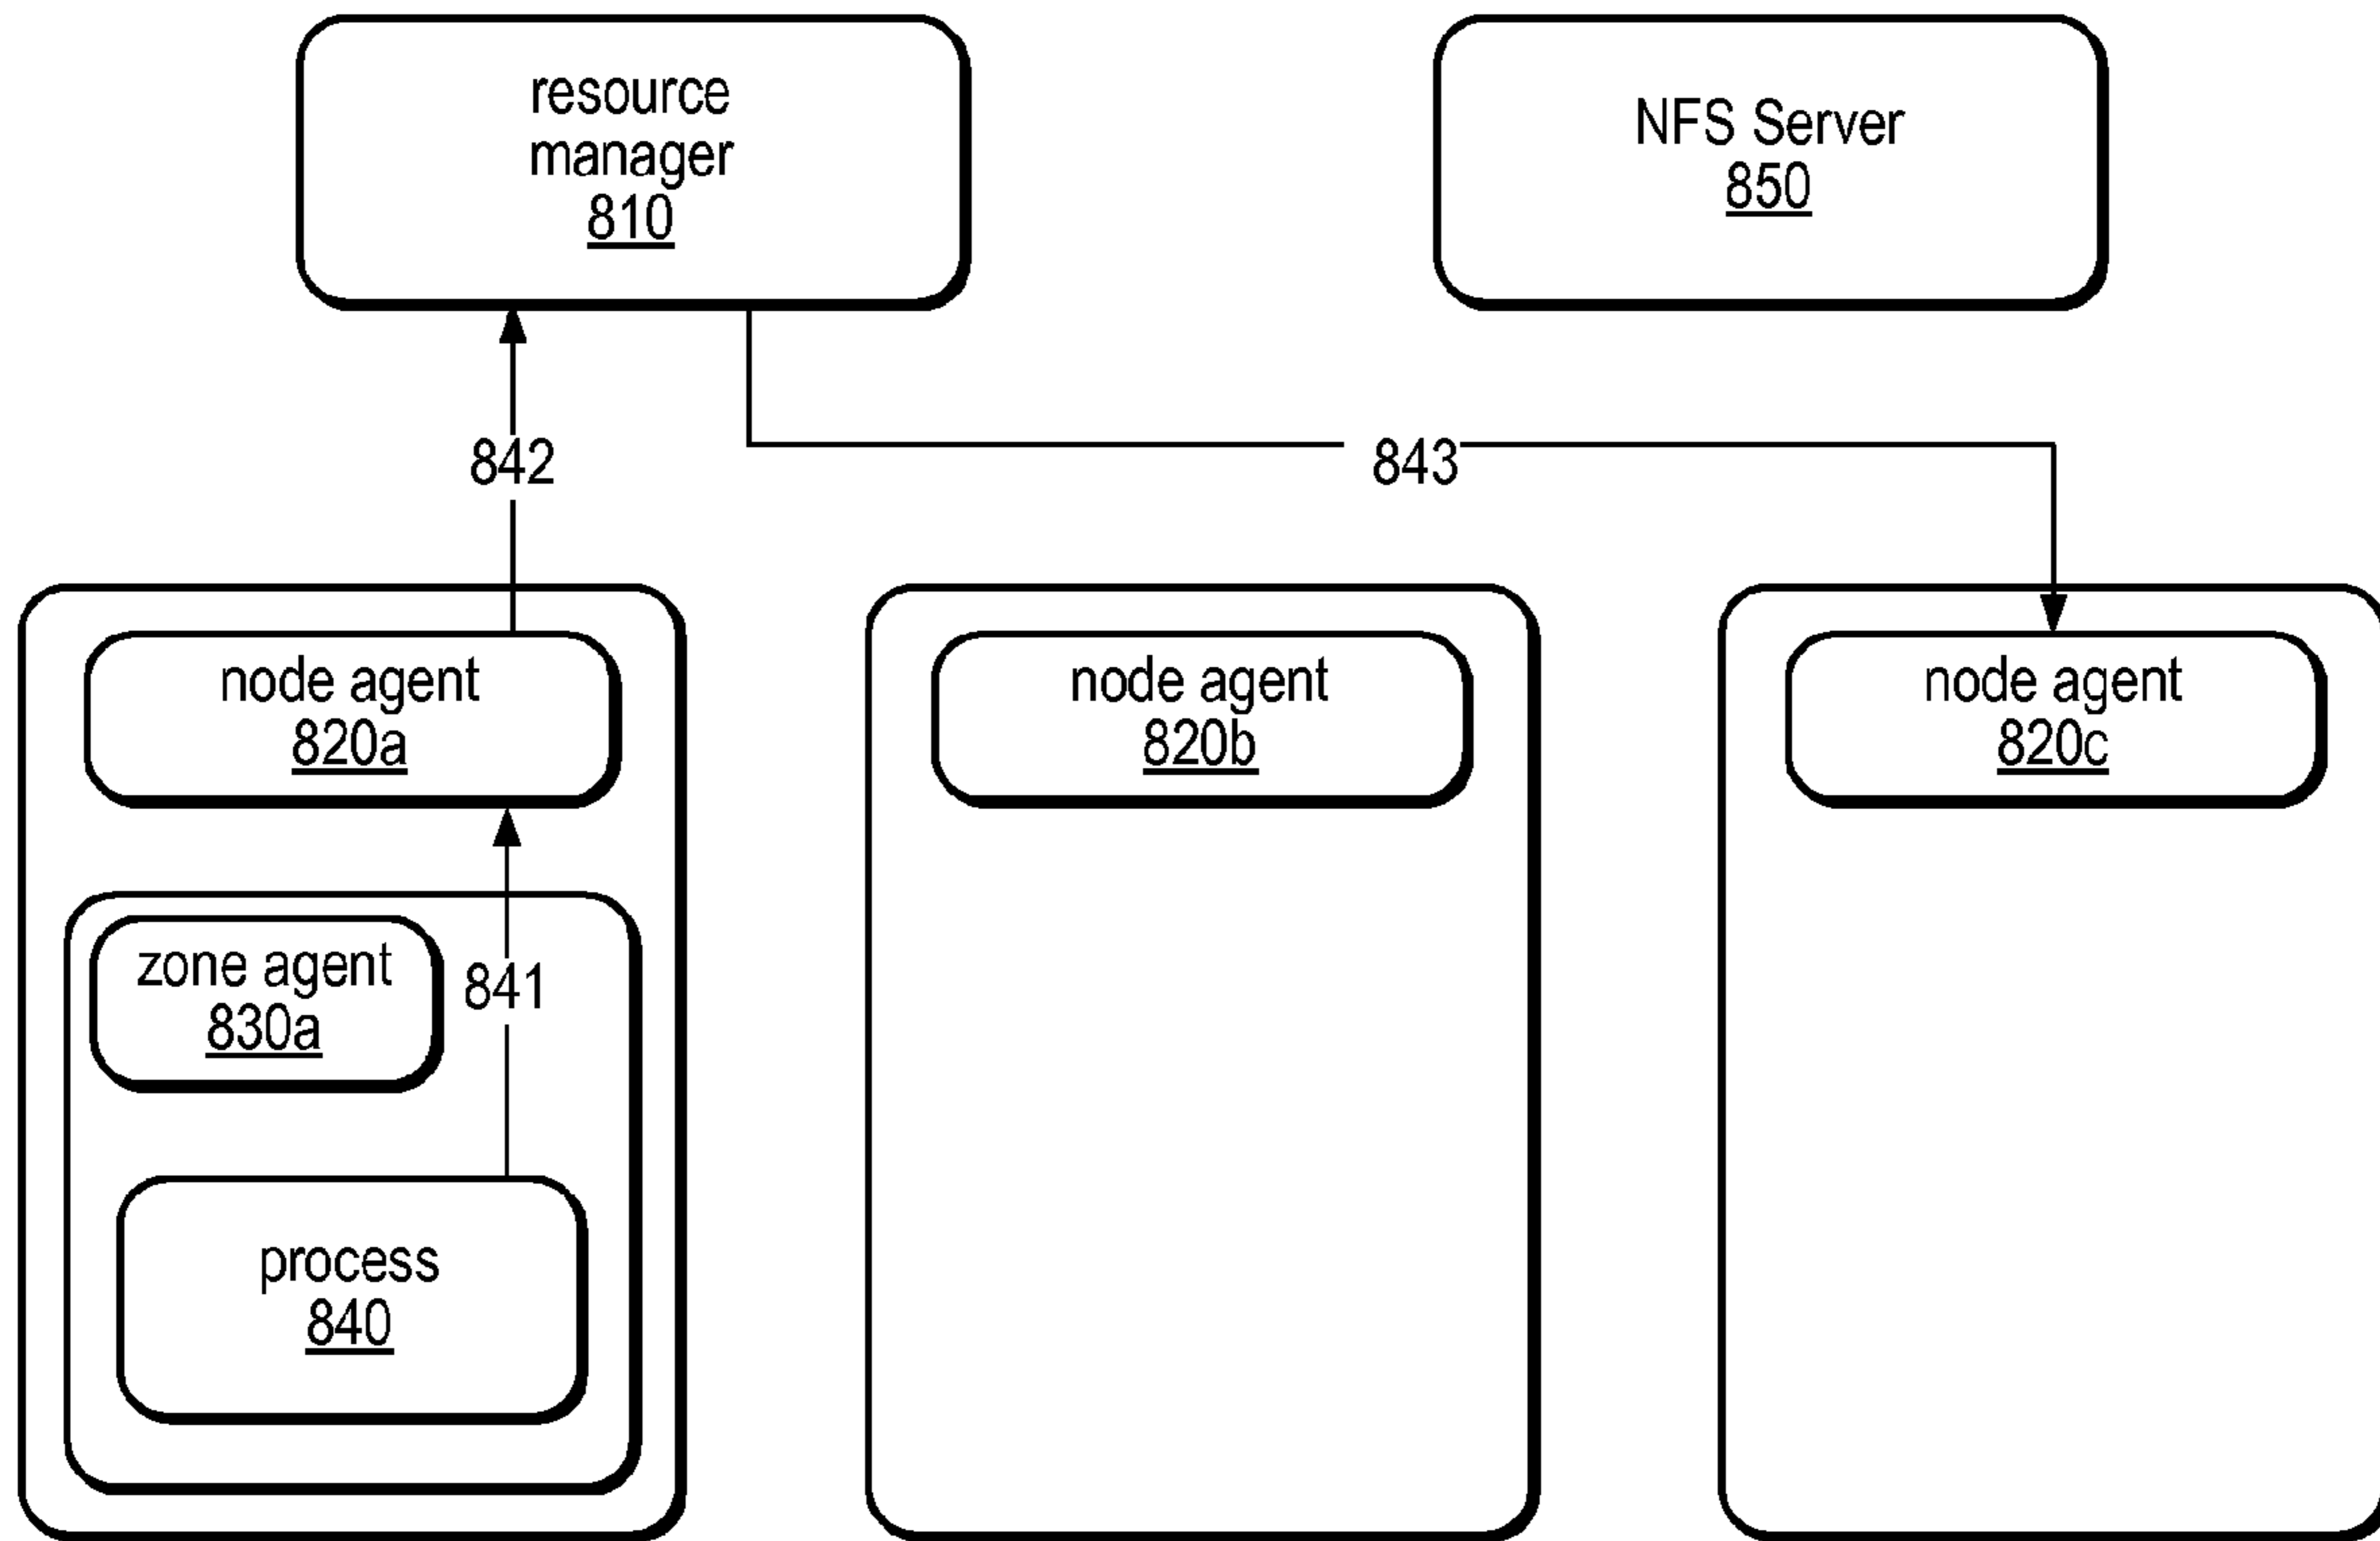 resource
manager
810
NFS Server
850
842
843
node agent
820a
node agent
820b
node agent
820c
zone agent
830a
841
process
840